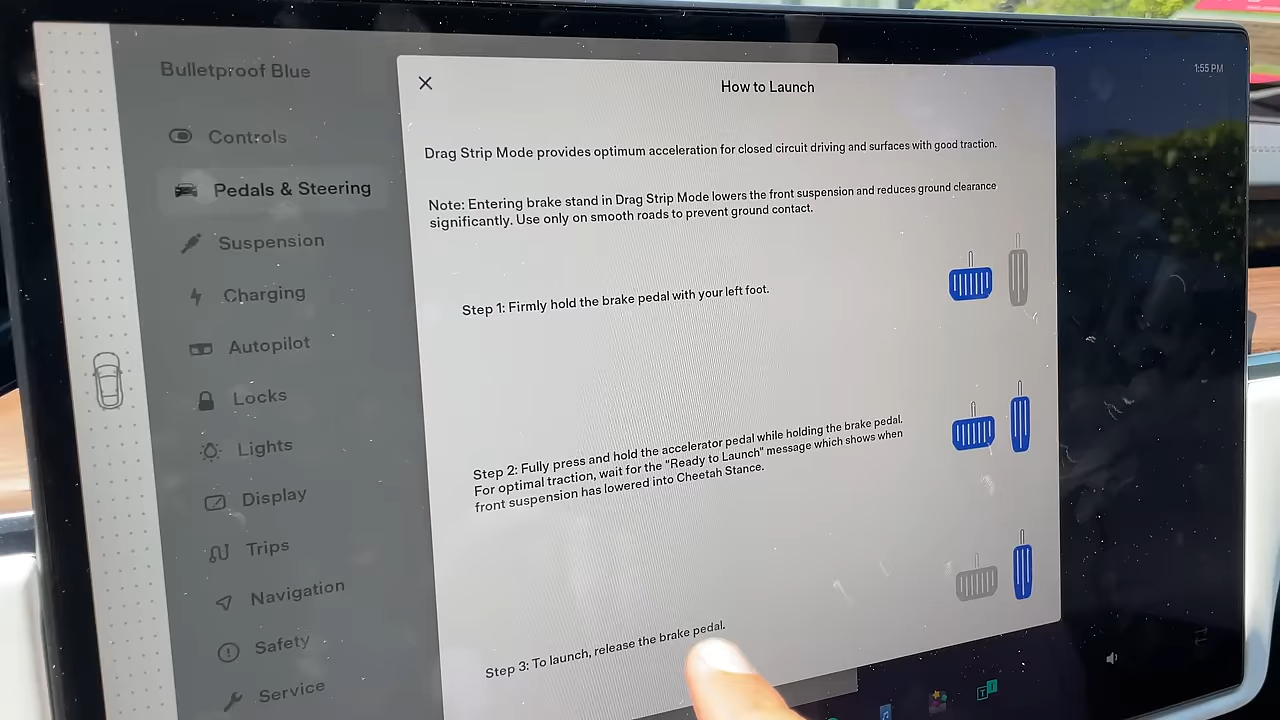 Bulletproof Blue
Controls
Pedals & Steering
Suspension
Charging
Autopilot
Locks
Lights
Display
Trips
Navigation
Safety
Service
How to Launch
Drag Strip Mode provides optimum acceleration for closed circuit driving and surfaces with good traction.
Note: Entering brake stand in Drag Strip Mode lowers the front suspension and reduces ground clearance
significantly. Use only on smooth roads to prevent ground contact.
Step 1: Firmly hold the brake pedal with your left foot.
Step 2: Fully press and hold the accelerator pedal while holding the brake pedal.
For optimal traction, wait for the "Ready to Launch" message which shows when
front suspension has lowered into Cheetah Stance.
Step 3: To launch, release the brake pedal.
1:55 PM